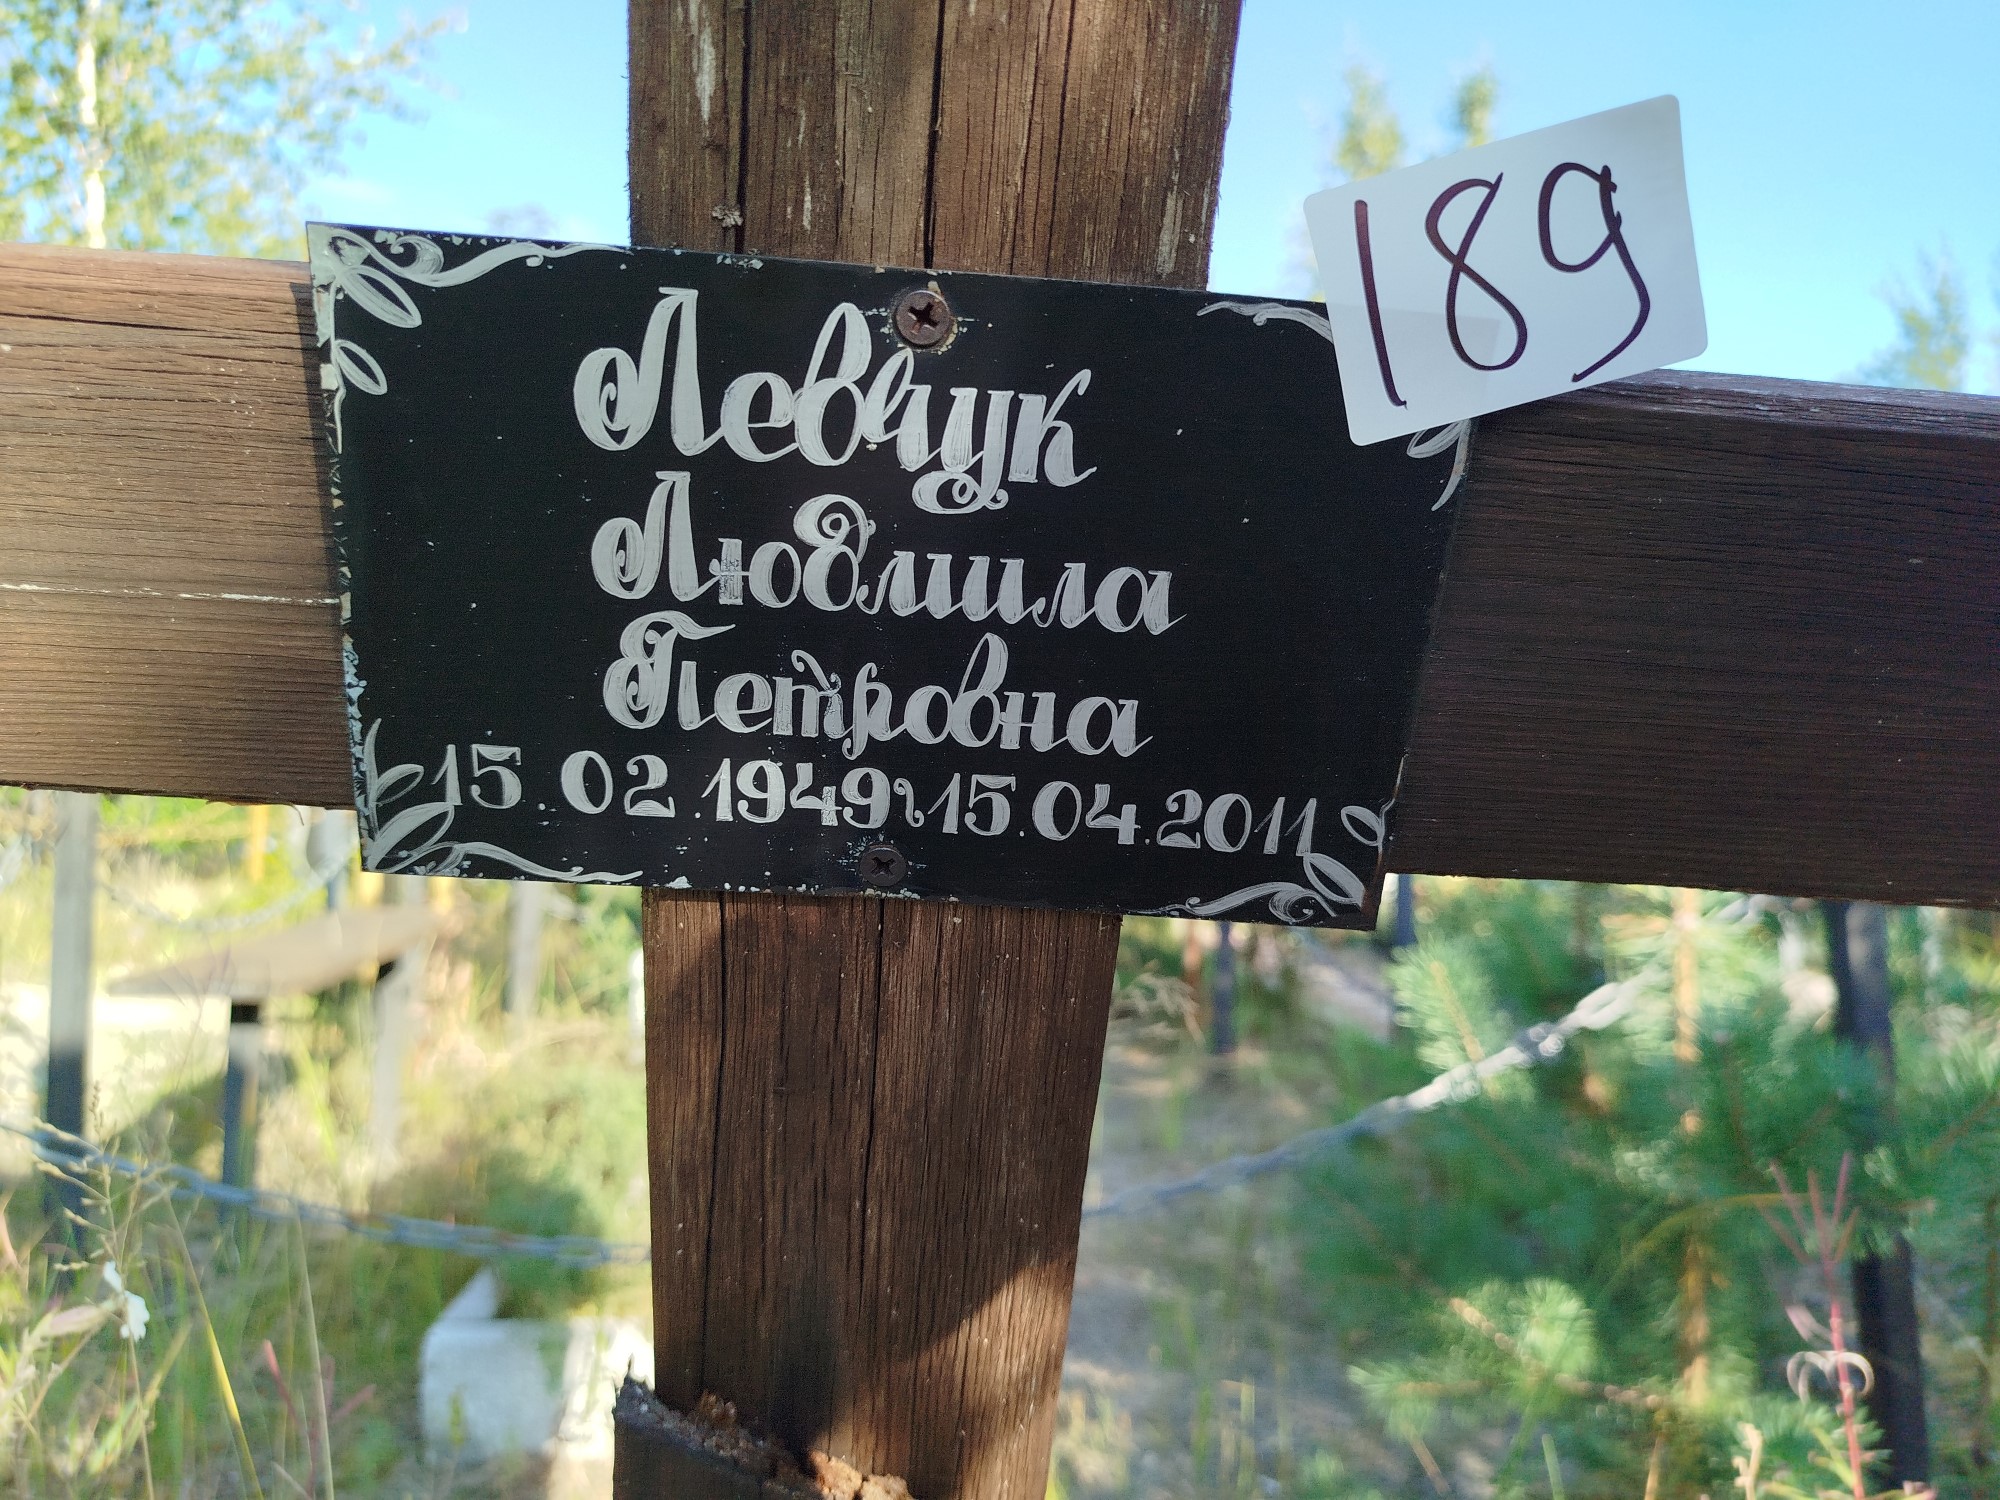 189
Левчук
Людмила
Петровна
15.02.1949г 15.04.2011